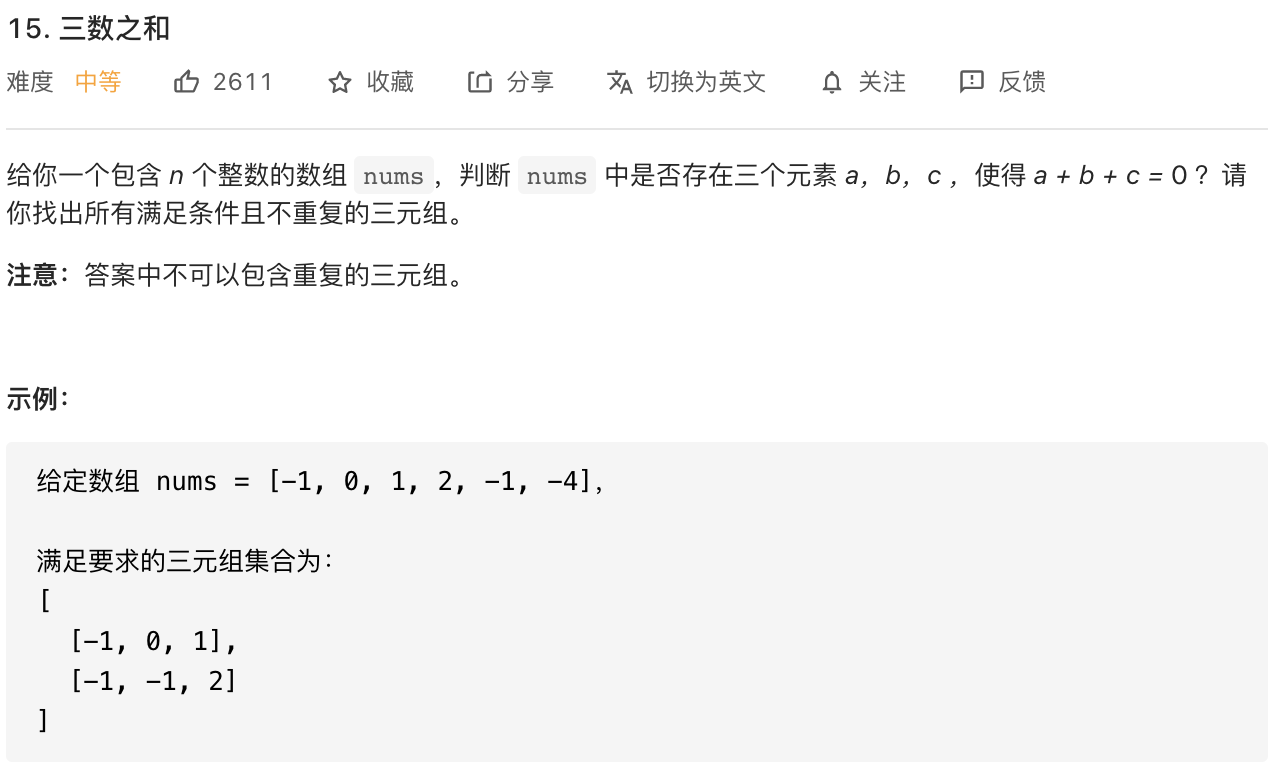 15. 三数之和
难度 中等 2611 收藏 分享 切换为英文 关注 反馈
给你一个包含 n 个整数的数组 nums，判断 nums 中是否存在三个元素 a，b，c ，使得 a + b + c = 0 ？请
你找出所有满足条件且不重复的三元组。
注意：答案中不可以包含重复的三元组。
示例：
给定数组 nums = [-1, 0, 1, 2, -1, -4]，
满足要求的三元组集合为：
[
[-1, 0, 1],
[-1, -1, 2]
]